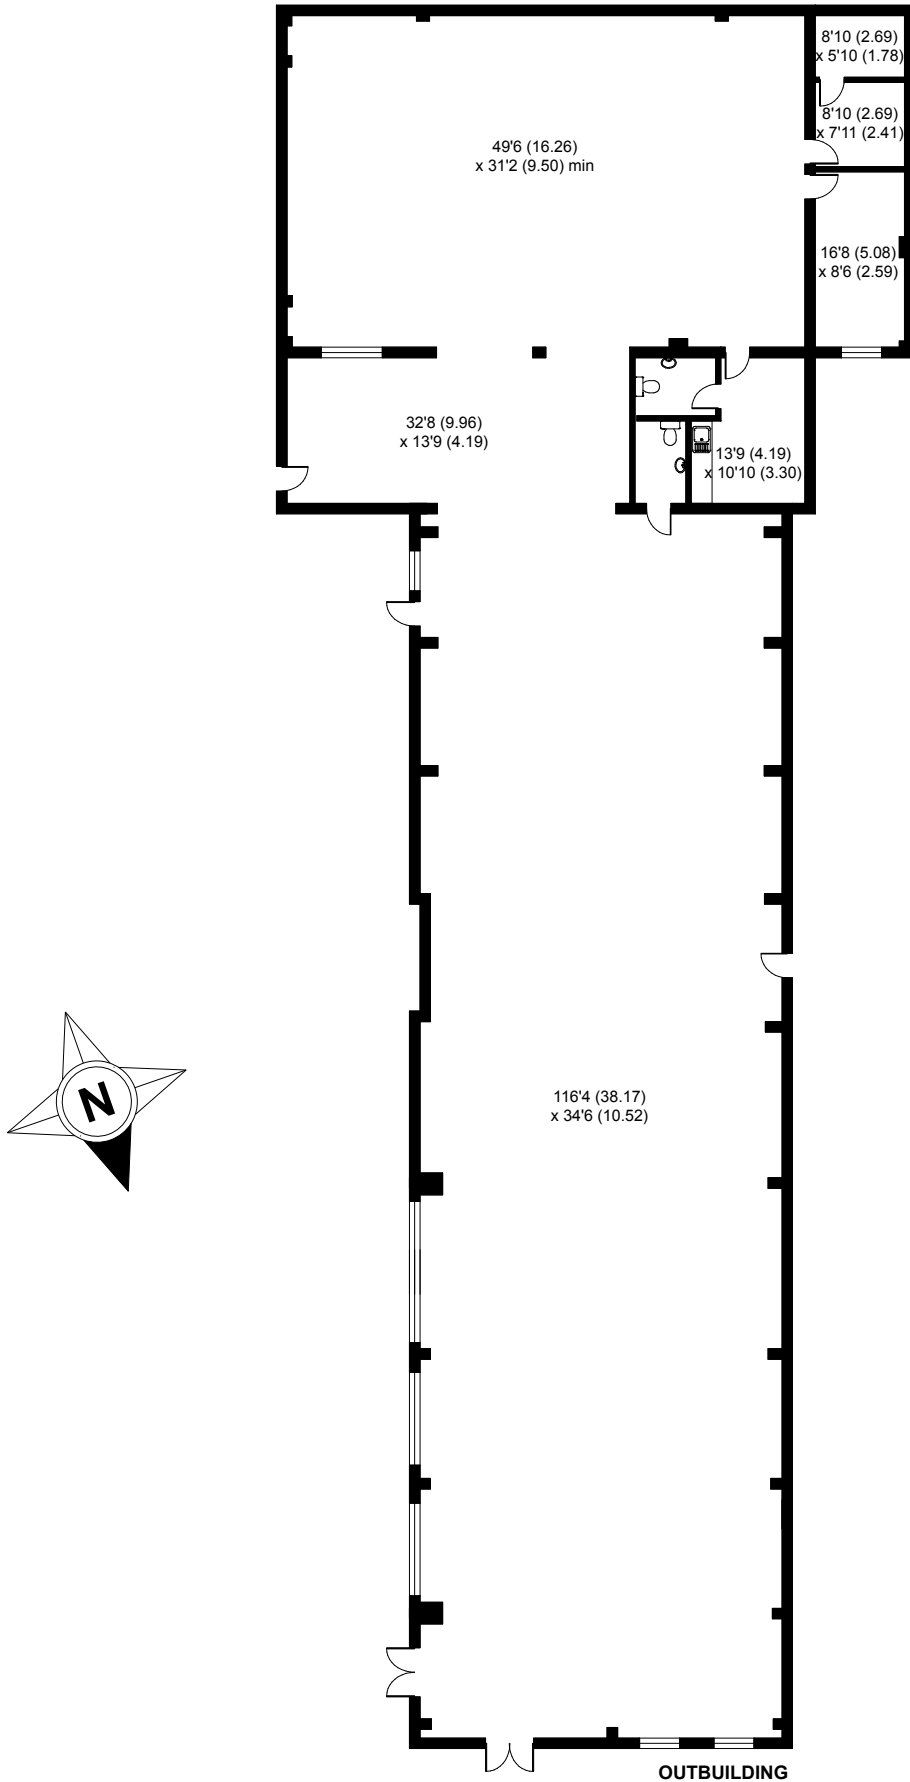 8'10 (2.69)
x 5'10 (1.78)
8'10 (2.69)
x 7'11 (2.41)
49'6 (16.26)
x 31'2 (9.50) min
16'8 (5.08)
x 8'6 (2.59)
32'8 (9.96)
x 13'9 (4.19)
13'9 (4.19)
x 10'10 (3.30)
N
116'4 (38.17)
x 34'6 (10.52)
OUTBUILDING